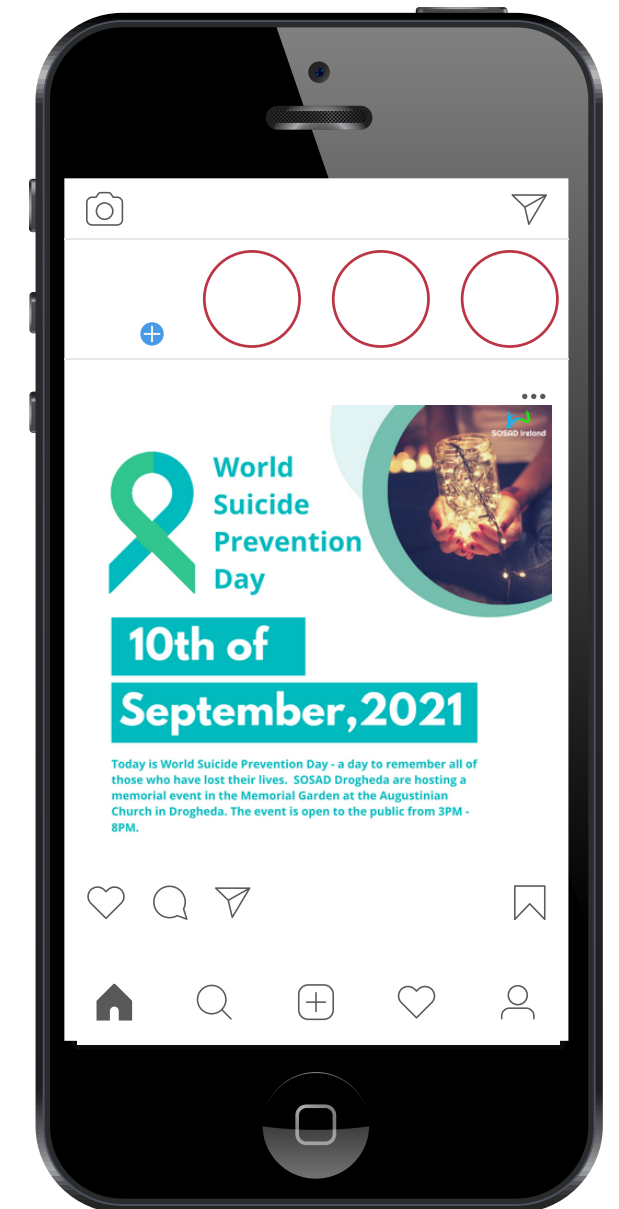 SOSAD Ireland
World
Suicide
Prevention
Day
10th of
September,2021
Today is World Suicide Prevention Day - a day to remember all of
those who have lost their lives.  SOSAD Drogheda are hosting a
memorial event in the Memorial Garden at the Augustinian
Church in Drogheda. The event is open to the public from 3PM -
8PM.